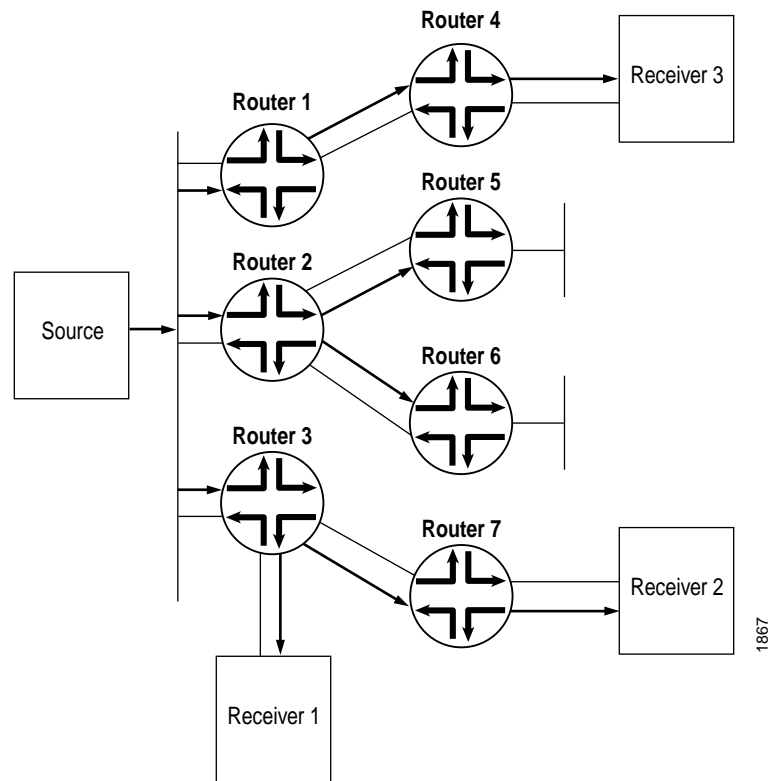 Router 4
Receiver 3
Router 1
Router 5
Router 2
Source
Router 6
Router 3
Router 7
Receiver 2
Receiver 1
1867